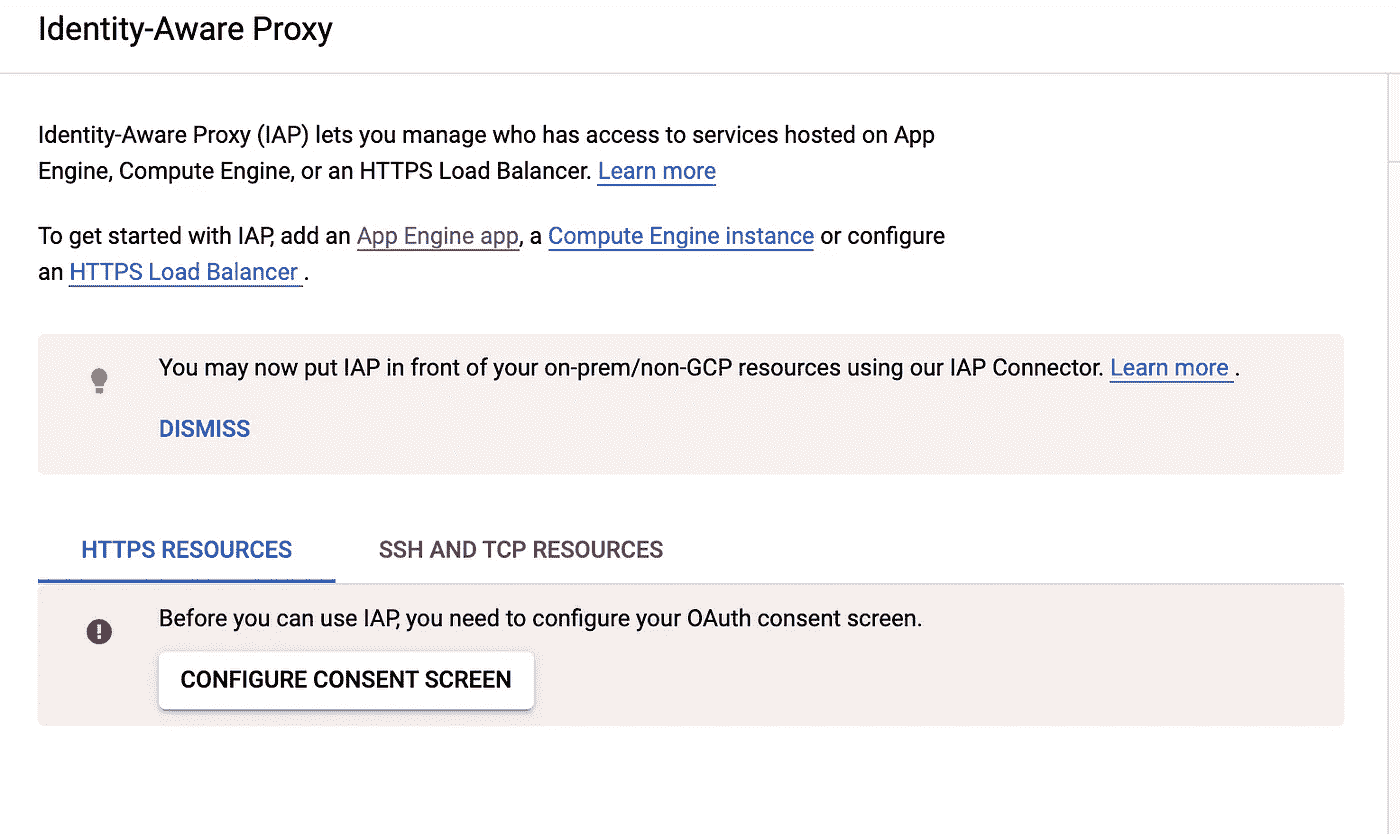 Identity-Aware Proxy
Identity-Aware Proxy (IAP) lets you manage who has access to services hosted on App
Engine, Compute Engine, or an HTTPS Load Balancer. Learn more
To get started with IAP, add an App Engine app, a Compute Engine instance or configure
an HTTPS Load Balancer .
You may now put IAP in front of your on-prem/non-GCP resources using our IAP Connector. Learn more .
DISMISS
HTTPS RESOURCES SSH AND TCP RESOURCES
Before you can use IAP, you need to configure your OAuth consent screen.
CONFIGURE CONSENT SCREEN